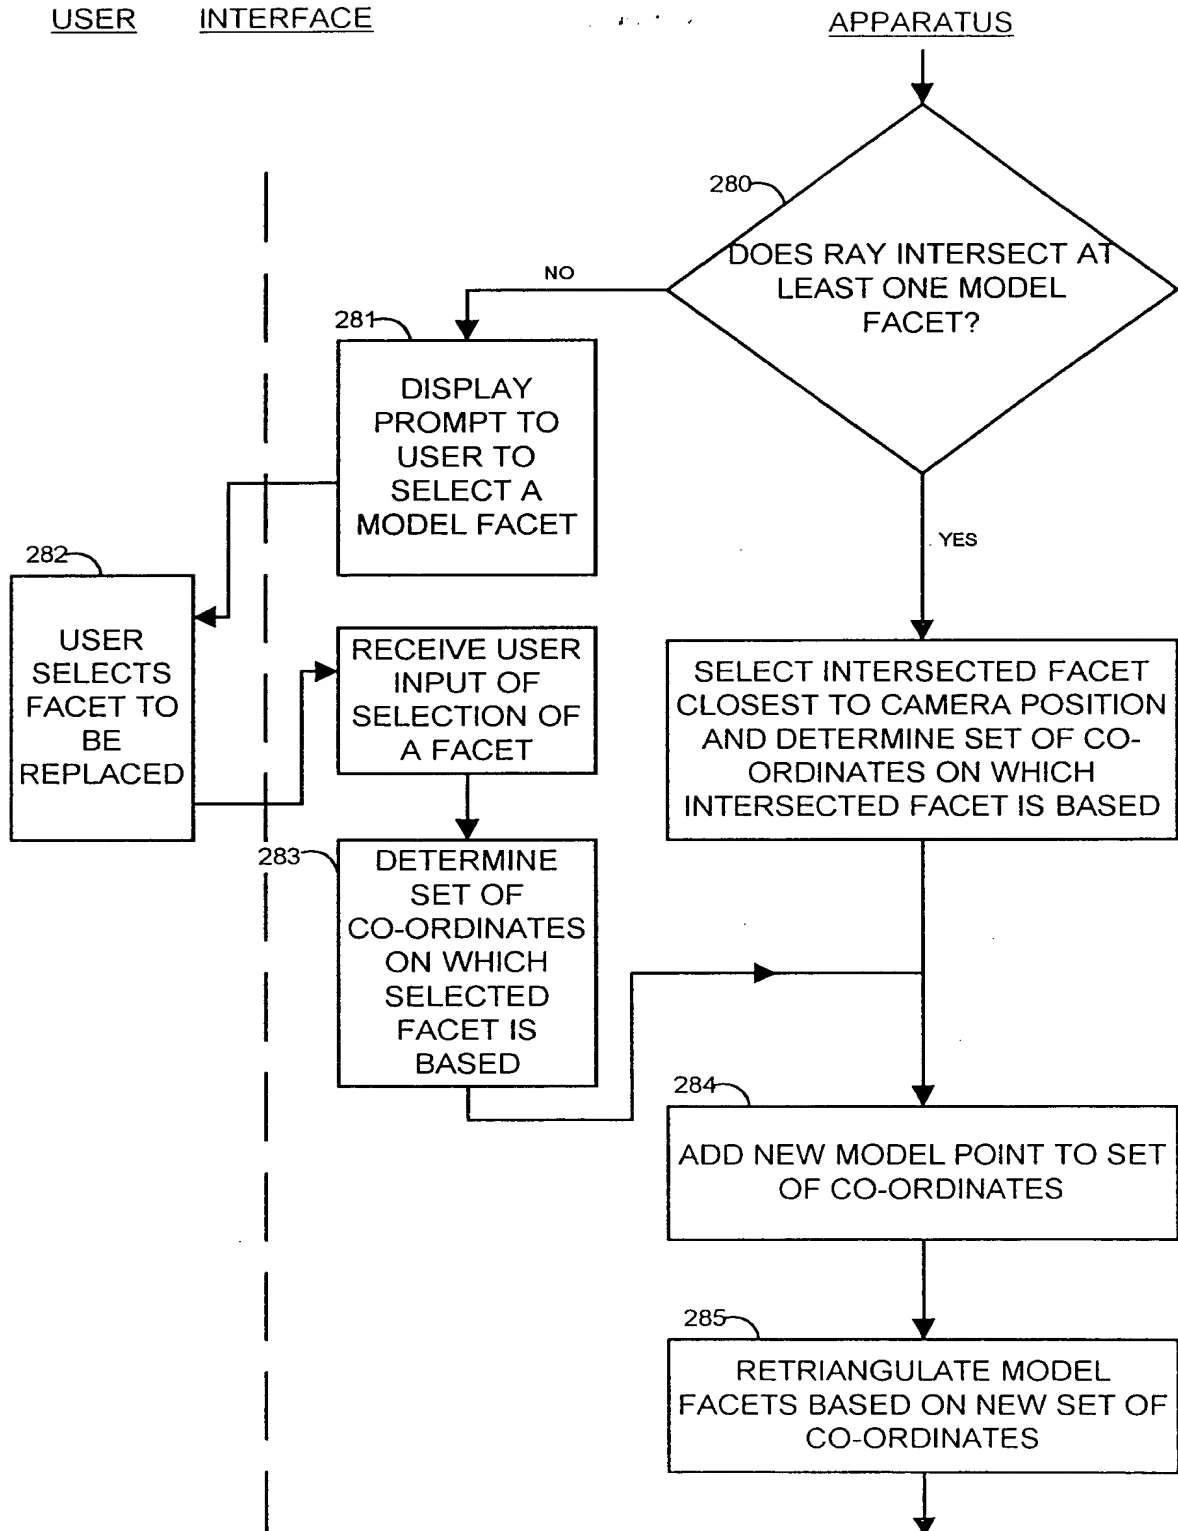 USER INTERFACE APPARATUS
280
DOES RAY INTERSECT AT
LEAST ONE MODEL
FACET?
NO
281
DISPLAY
PROMPT TO
USER TO
SELECT A
MODEL FACET
YES
282
USER
SELECTS
FACET TO
BE
REPLACED
RECEIVE USER
INPUT OF
SELECTION OF
A FACET
SELECT INTERSECTED FACET
CLOSEST TO CAMERA POSITION
AND DETERMINE SET OF CO-
ORDINATES ON WHICH
INTERSECTED FACET IS BASED
283
DETERMINE
SET OF
CO-ORDINATES
ON WHICH
SELECTED
FACET IS
BASED
284
ADD NEW MODEL POINT TO SET
OF CO-ORDINATES
285
RETRIANGULATE MODEL
FACETS BASED ON NEW SET OF
CO-ORDINATES